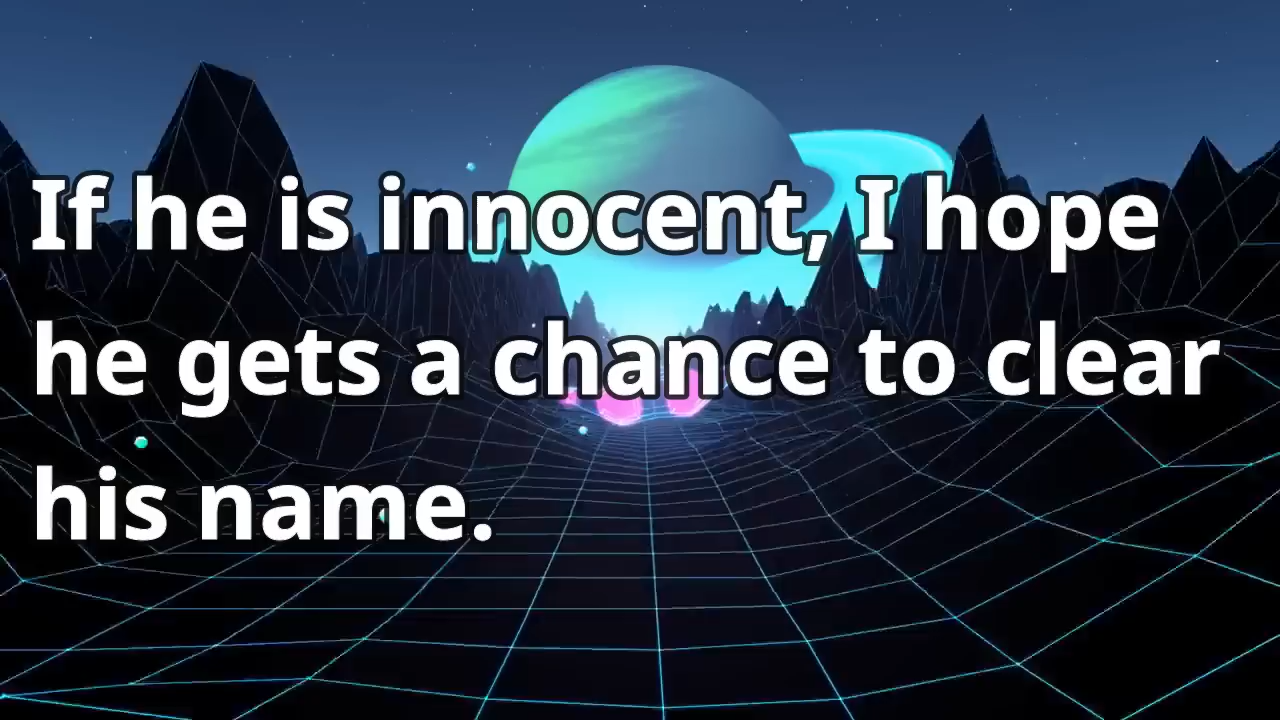 If he is innocent, I hope
he gets a chance to clear
his name.